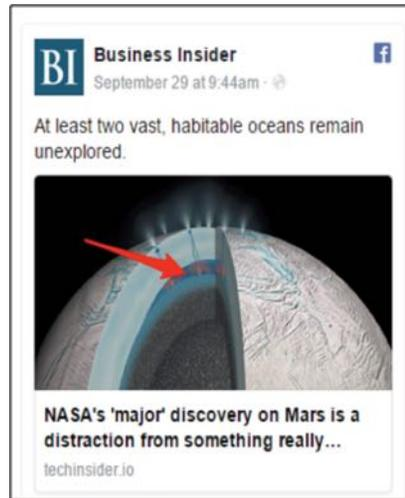 BI
Business Insider
September 29 at 9:44am ·
f
At least two vast, habitable oceans remain
unexplored.
NASA's 'major' discovery on Mars is a
distraction from something really...
techinsider.io